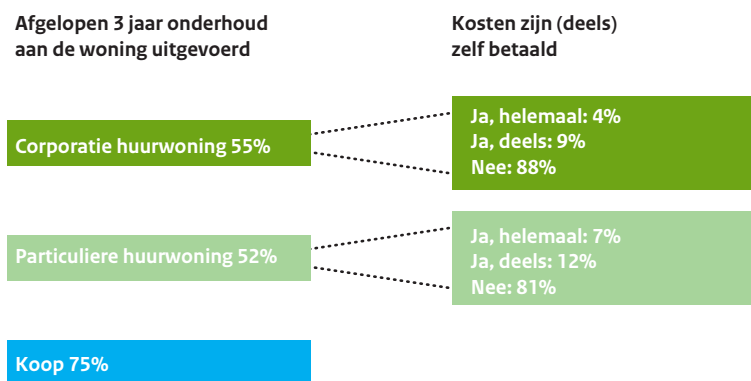 Afgelopen 3 jaar onderhoud
aan de woning uitgevoerd
Kosten zijn (deels)
zelf betaald
Corporatie huurwoning 55%
Ja, helemaal: 4%
Ja, deels: 9%
Nee: 88%
Particuliere huurwoning 52%
Ja, helemaal: 7%
Ja, deels: 12%
Nee: 81%
Koop 75%